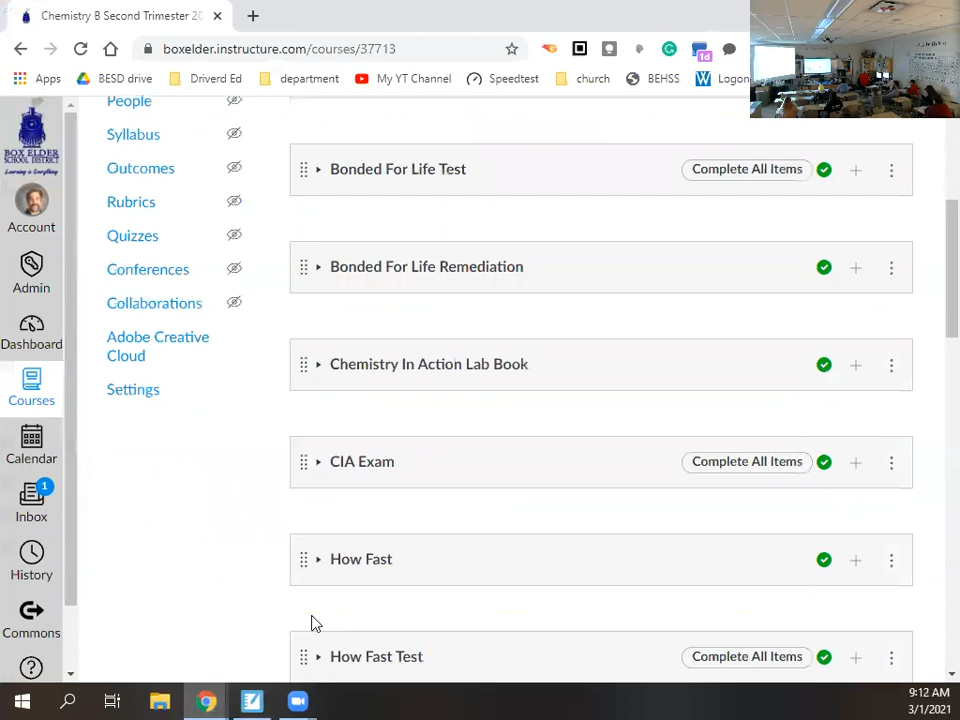 Chemistry B Second Trimester 20
boxelder.instructure.com/courses/37713
1d
Apps
BESD drive
Driverd Ed
department
My YT Channel
Speedtest
church
BEHSS
Logon
BOX ELDER
SCHOOL DISTRICT
Learning is Everything
Account
Admin
Dashboard
Courses
Calendar
1
Inbox
History
Commons
People
Syllabus
Outcomes
Rubrics
Quizzes
Conferences
Collaborations
Adobe Creative
Cloud
Settings
Bonded For Life Test
Complete All Items
Bonded For Life Remediation
Chemistry In Action Lab Book
CIA Exam
Complete All Items
How Fast
How Fast Test
Complete All Items
9:12 AM
3/1/2021